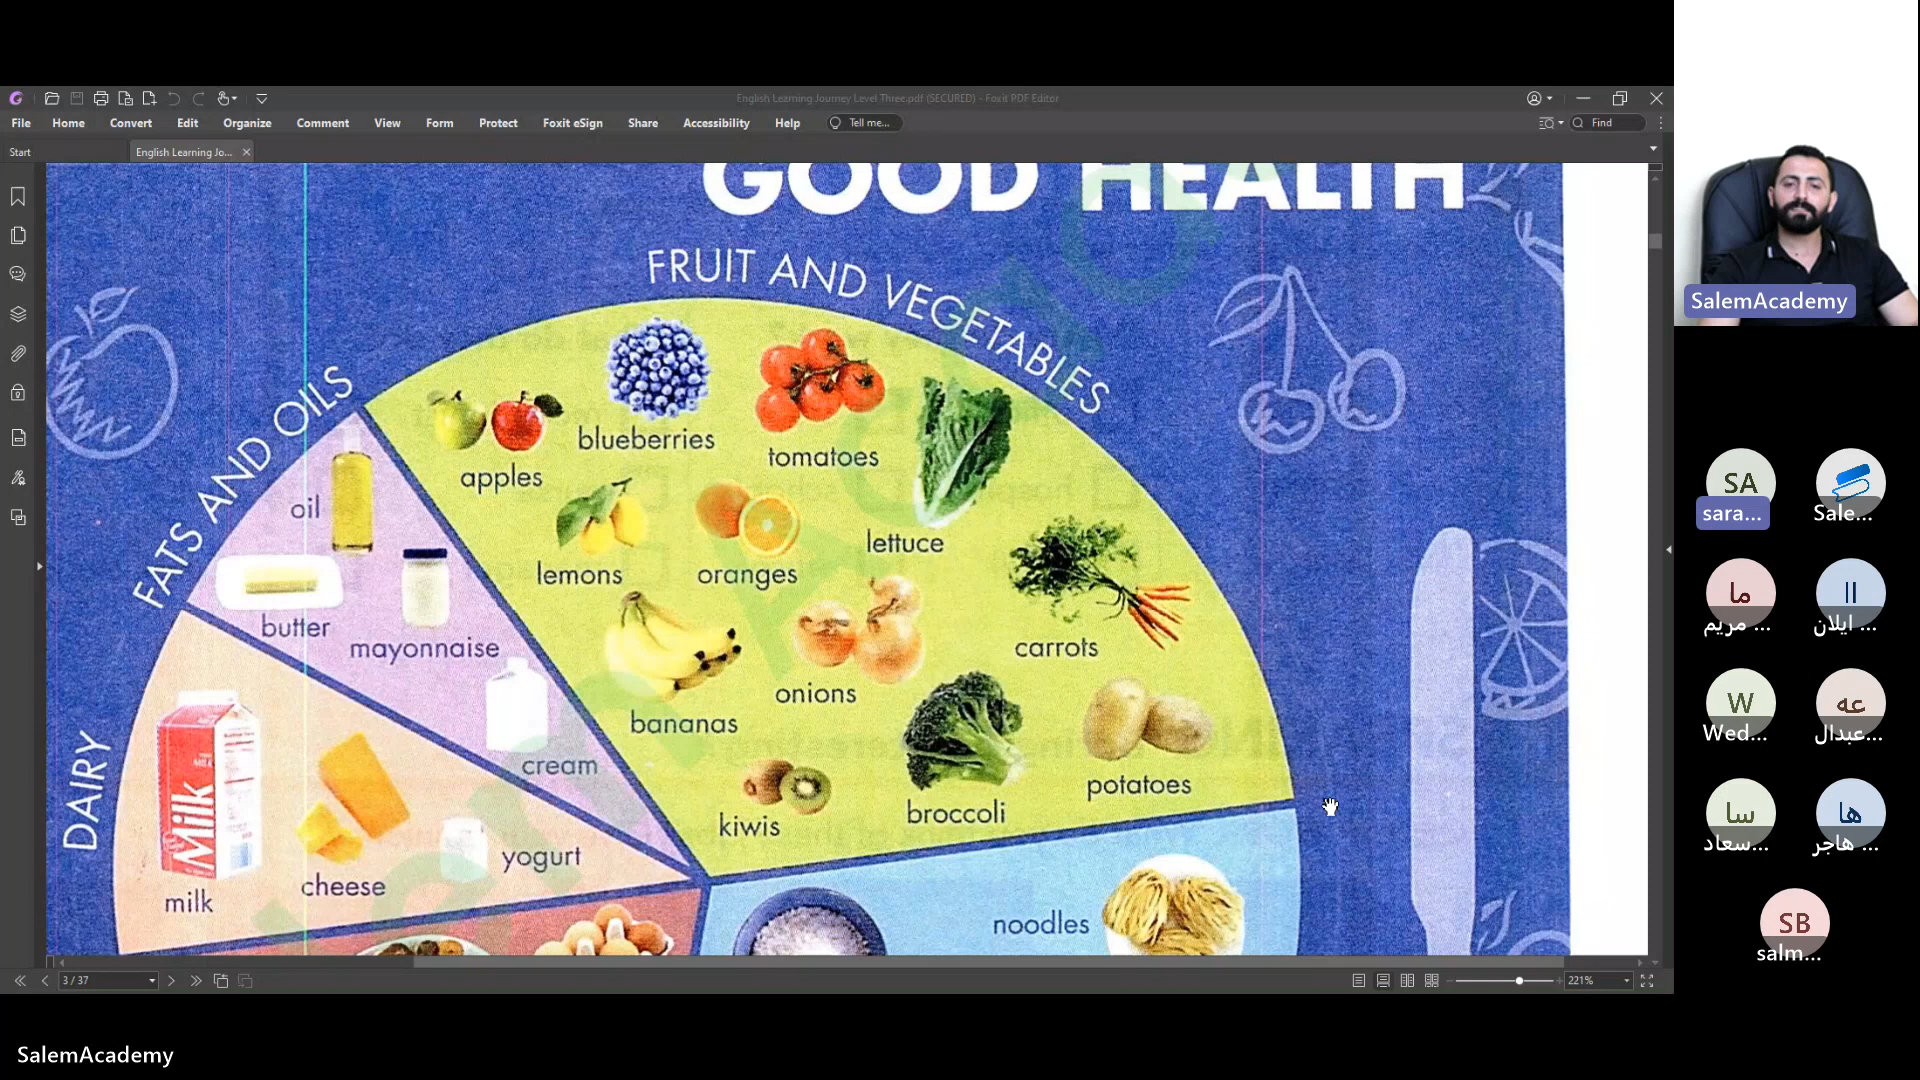 English Learning Journey Level Three.pdf (SECURED) - Foxit PDF Editor
File Home Convert Edit Organize Comment View Form Protect Foxit eSign Share Accessibility Help Tell me... Find
Start English Learning Jo...
GOOD HEALTH
FRUIT AND VEGETABLES
apples
blueberries
tomatoes
lettuce
lemons
oranges
carrots
bananas
onions
kiwis
broccoli
potatoes
FATS AND OILS
oil
butter
mayonnaise
cream
DAIRY
milk
cheese
yogurt
Milk
MILK
noodles
3 / 37
221%
SalemAcademy
SA
sara...
Sale...
ما
مريم ...
اا
ايلان ...
W
Wed...
عه
عبدال...
سا
سعاد...
ها
هاجر ...
SB
salm...
SalemAcademy